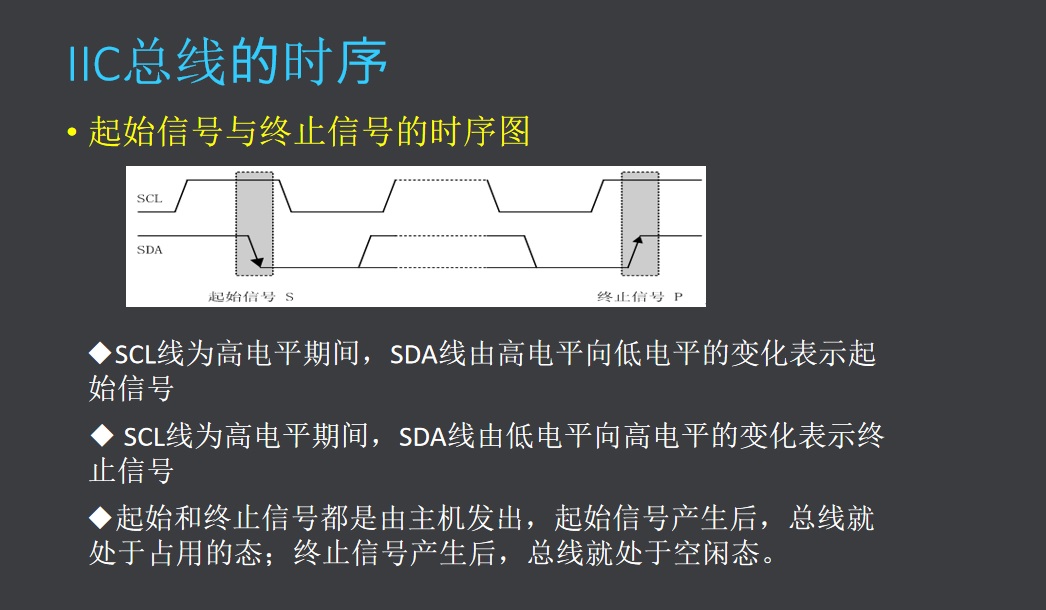 IIC总线的时序
• 起始信号与终止信号的时序图
SCL
SDA
起始信号 S
终止信号 P
◆SCL线为高电平期间，SDA线由高电平向低电平的变化表示起
始信号
◆ SCL线为高电平期间，SDA线由低电平向高电平的变化表示终
止信号
◆起始和终止信号都是由主机发出，起始信号产生后，总线就
处于占用的态；终止信号产生后，总线就处于空闲态。